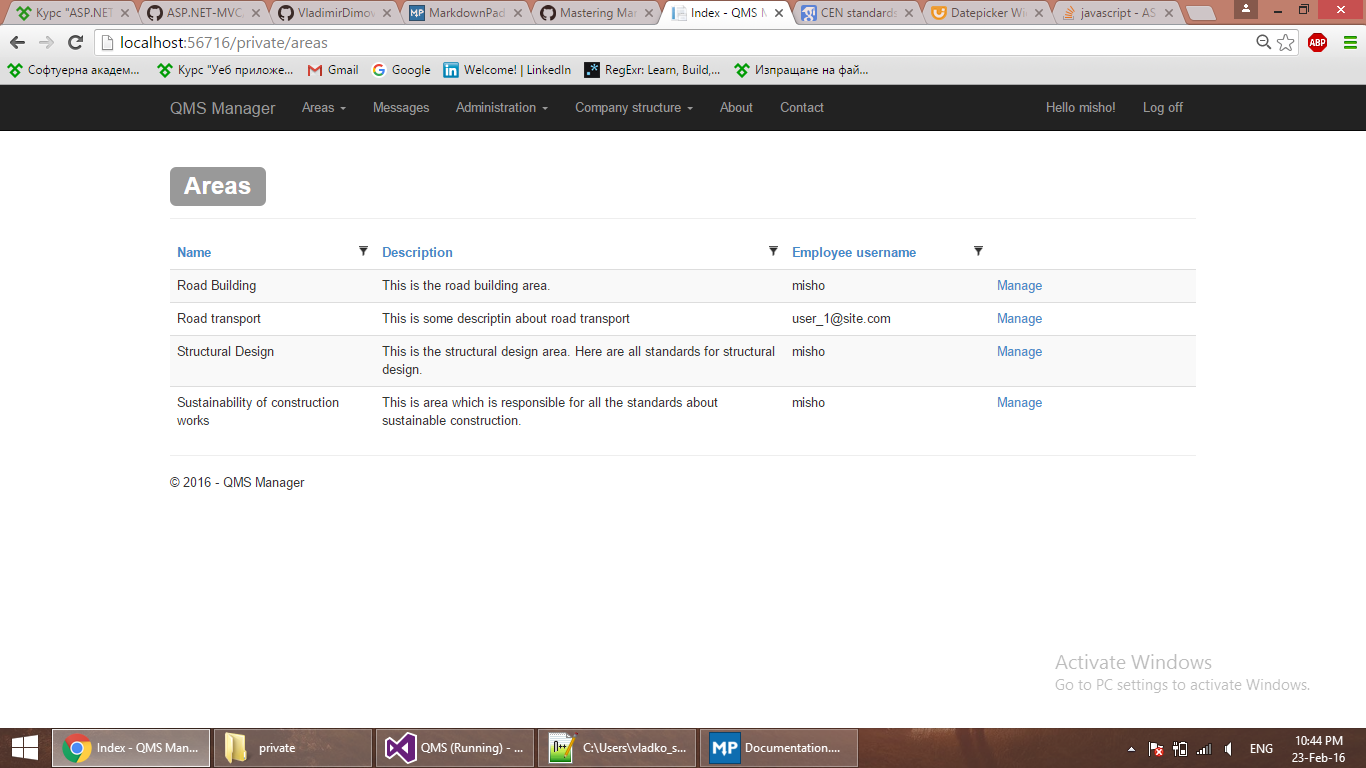 Курс "ASP.NET
ASP.NET-MVC
VladimirDimov
MarkdownPad
Mastering Mar
Index - QMS M
CEN standards
Datepicker Wi
javascript - AS
localhost:56716/private/areas
ABP
Софтуерна академ...
Курс "Уеб приложе...
Gmail
Google
Welcome! | LinkedIn
RegExr: Learn, Build,...
Изпращане на фай...
QMS Manager
Areas
Messages
Administration
Company structure
About
Contact
Hello misho!
Log off
Areas
Name Description Employee username
Road Building This is the road building area. misho Manage
Road transport This is some descriptin about road transport user_1@site.com Manage
Structural Design This is the structural design area. Here are all standards for structural misho Manage
design.
Sustainability of construction This is area which is responsible for all the standards about misho Manage
works sustainable construction.
© 2016 - QMS Manager
Activate Windows
Go to PC settings to activate Windows.
Index - QMS Man...
private
QMS (Running) - ...
C:\Users\vladko_s...
MP
Documentation....
ENG
10:44 PM
23-Feb-16